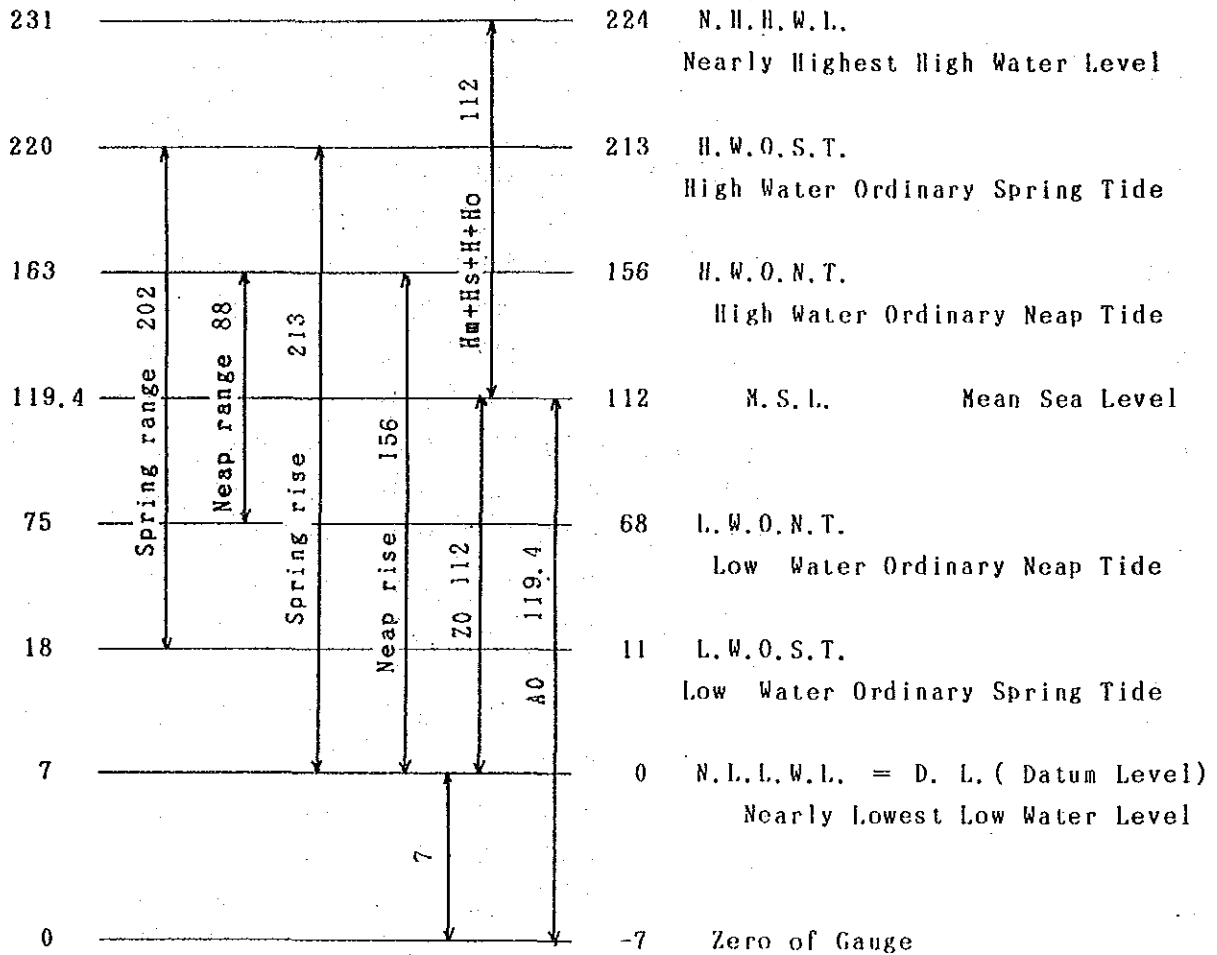 231 224 N.H.H.W.L.
Nearly Highest High Water Level
112
220 213 H.W.O.S.T.
High Water Ordinary Spring Tide
Hm+Hs+H+Ho
163 156 H.W.O.N.T.
High Water Ordinary Neap Tide
Spring range 202
Neap range 88
213
119.4 112 M.S.L. Mean Sea Level
156
75 68 L.W.O.N.T.
Low Water Ordinary Neap Tide
Spring rise
Neap rise
Z0 112
119.4
18 11 L.W.O.S.T.
Low Water Ordinary Spring Tide
A0
7 0 N.L.L.W.L. = D. L. ( Datum Level)
Nearly Lowest Low Water Level
7
0 -7 Zero of Gauge